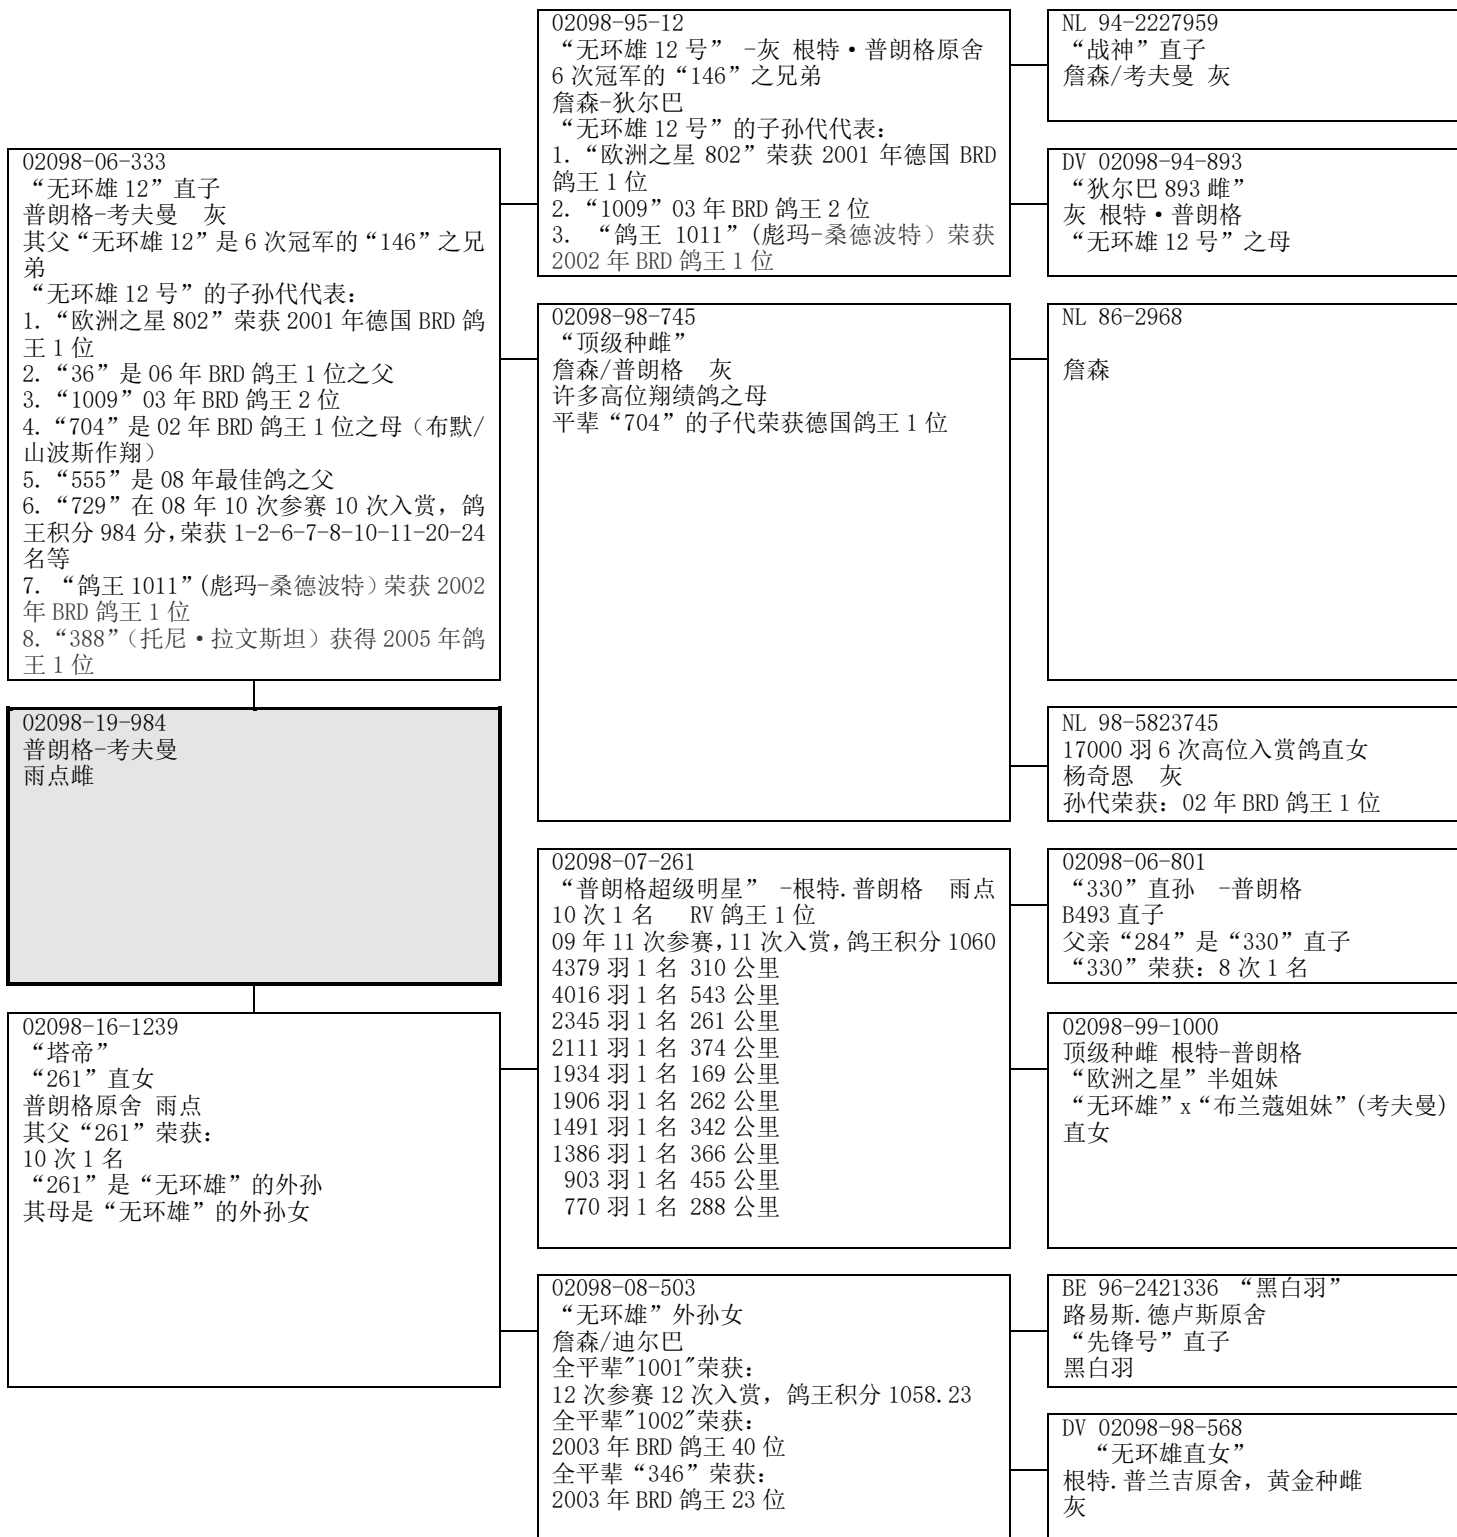 02098-06-333
“无环雄 12”直子
普朗格-考夫曼 灰
其父“无环雄 12”是 6 次冠军的“146”之兄
弟
“无环雄 12 号”的子孙代代表：
1. “欧洲之星 802”荣获 2001 年德国 BRD 鸽
王 1 位
2. “36”是 06 年 BRD 鸽王 1 位之父
3. “1009”03 年 BRD 鸽王 2 位
4. “704”是 02 年 BRD 鸽王 1 位之母（布默/
山波斯作翔）
5. “555”是 08 年最佳鸽之父
6. “729”在 08 年 10 次参赛 10 次入赏，鸽
王积分 984 分,荣获 1-2-6-7-8-10-11-20-24
名等
7. “鸽王 1011”(彪玛-桑德波特）荣获 2002
年 BRD 鸽王 1 位
8. “388”（托尼·拉文斯坦）获得 2005 年鸽
王 1 位
02098-19-984
普朗格-考夫曼
雨点雌
02098-16-1239
“塔帝”
“261”直女
普朗格原舍 雨点
其父“261”荣获：
10 次 1 名
“261”是“无环雄”的外孙
其母是“无环雄”的外孙女
02098-95-12
“无环雄 12 号” -灰 根特·普朗格原舍
6 次冠军的“146”之兄弟
詹森-狄尔巴
“无环雄 12 号”的子孙代代表：
1. “欧洲之星 802”荣获 2001 年德国 BRD
鸽王 1 位
2. “1009”03 年 BRD 鸽王 2 位
3. “鸽王 1011”(彪玛-桑德波特）荣获
2002 年 BRD 鸽王 1 位
02098-98-745
“顶级种雌”
詹森/普朗格 灰
许多高位翔绩鸽之母
平辈“704”的子代荣获德国鸽王 1 位
02098-07-261
“普朗格超级明星” -根特.普朗格 雨点
10 次 1 名 RV 鸽王 1 位
09 年 11 次参赛,11 次入赏,鸽王积分 1060
4379 羽 1 名 310 公里
4016 羽 1 名 543 公里
2345 羽 1 名 261 公里
2111 羽 1 名 374 公里
1934 羽 1 名 169 公里
1906 羽 1 名 262 公里
1491 羽 1 名 342 公里
1386 羽 1 名 366 公里
903 羽 1 名 455 公里
770 羽 1 名 288 公里
02098-08-503
“无环雄”外孙女
詹森/迪尔巴
全平辈"1001"荣获：
12 次参赛 12 次入赏，鸽王积分 1058.23
全平辈"1002"荣获：
2003 年 BRD 鸽王 40 位
全平辈“346”荣获：
2003 年 BRD 鸽王 23 位
NL 94-2227959
“战神”直子
詹森/考夫曼 灰
DV 02098-94-893
“狄尔巴 893 雌”
灰 根特·普朗格
“无环雄 12 号”之母
NL 86-2968
詹森
NL 98-5823745
17000 羽 6 次高位入赏鸽直女
杨奇恩 灰
孙代荣获：02 年 BRD 鸽王 1 位
02098-06-801
“330”直孙 -普朗格
B493 直子
父亲“284”是“330”直子
“330”荣获：8 次 1 名
02098-99-1000
顶级种雌 根特-普朗格
“欧洲之星”半姐妹
“无环雄”x“布兰蔻姐妹”(考夫曼)
直女
BE 96-2421336 “黑白羽”
路易斯.德卢斯原舍
“先锋号”直子
黑白羽
DV 02098-98-568
“无环雄直女”
根特.普兰吉原舍，黄金种雌
灰